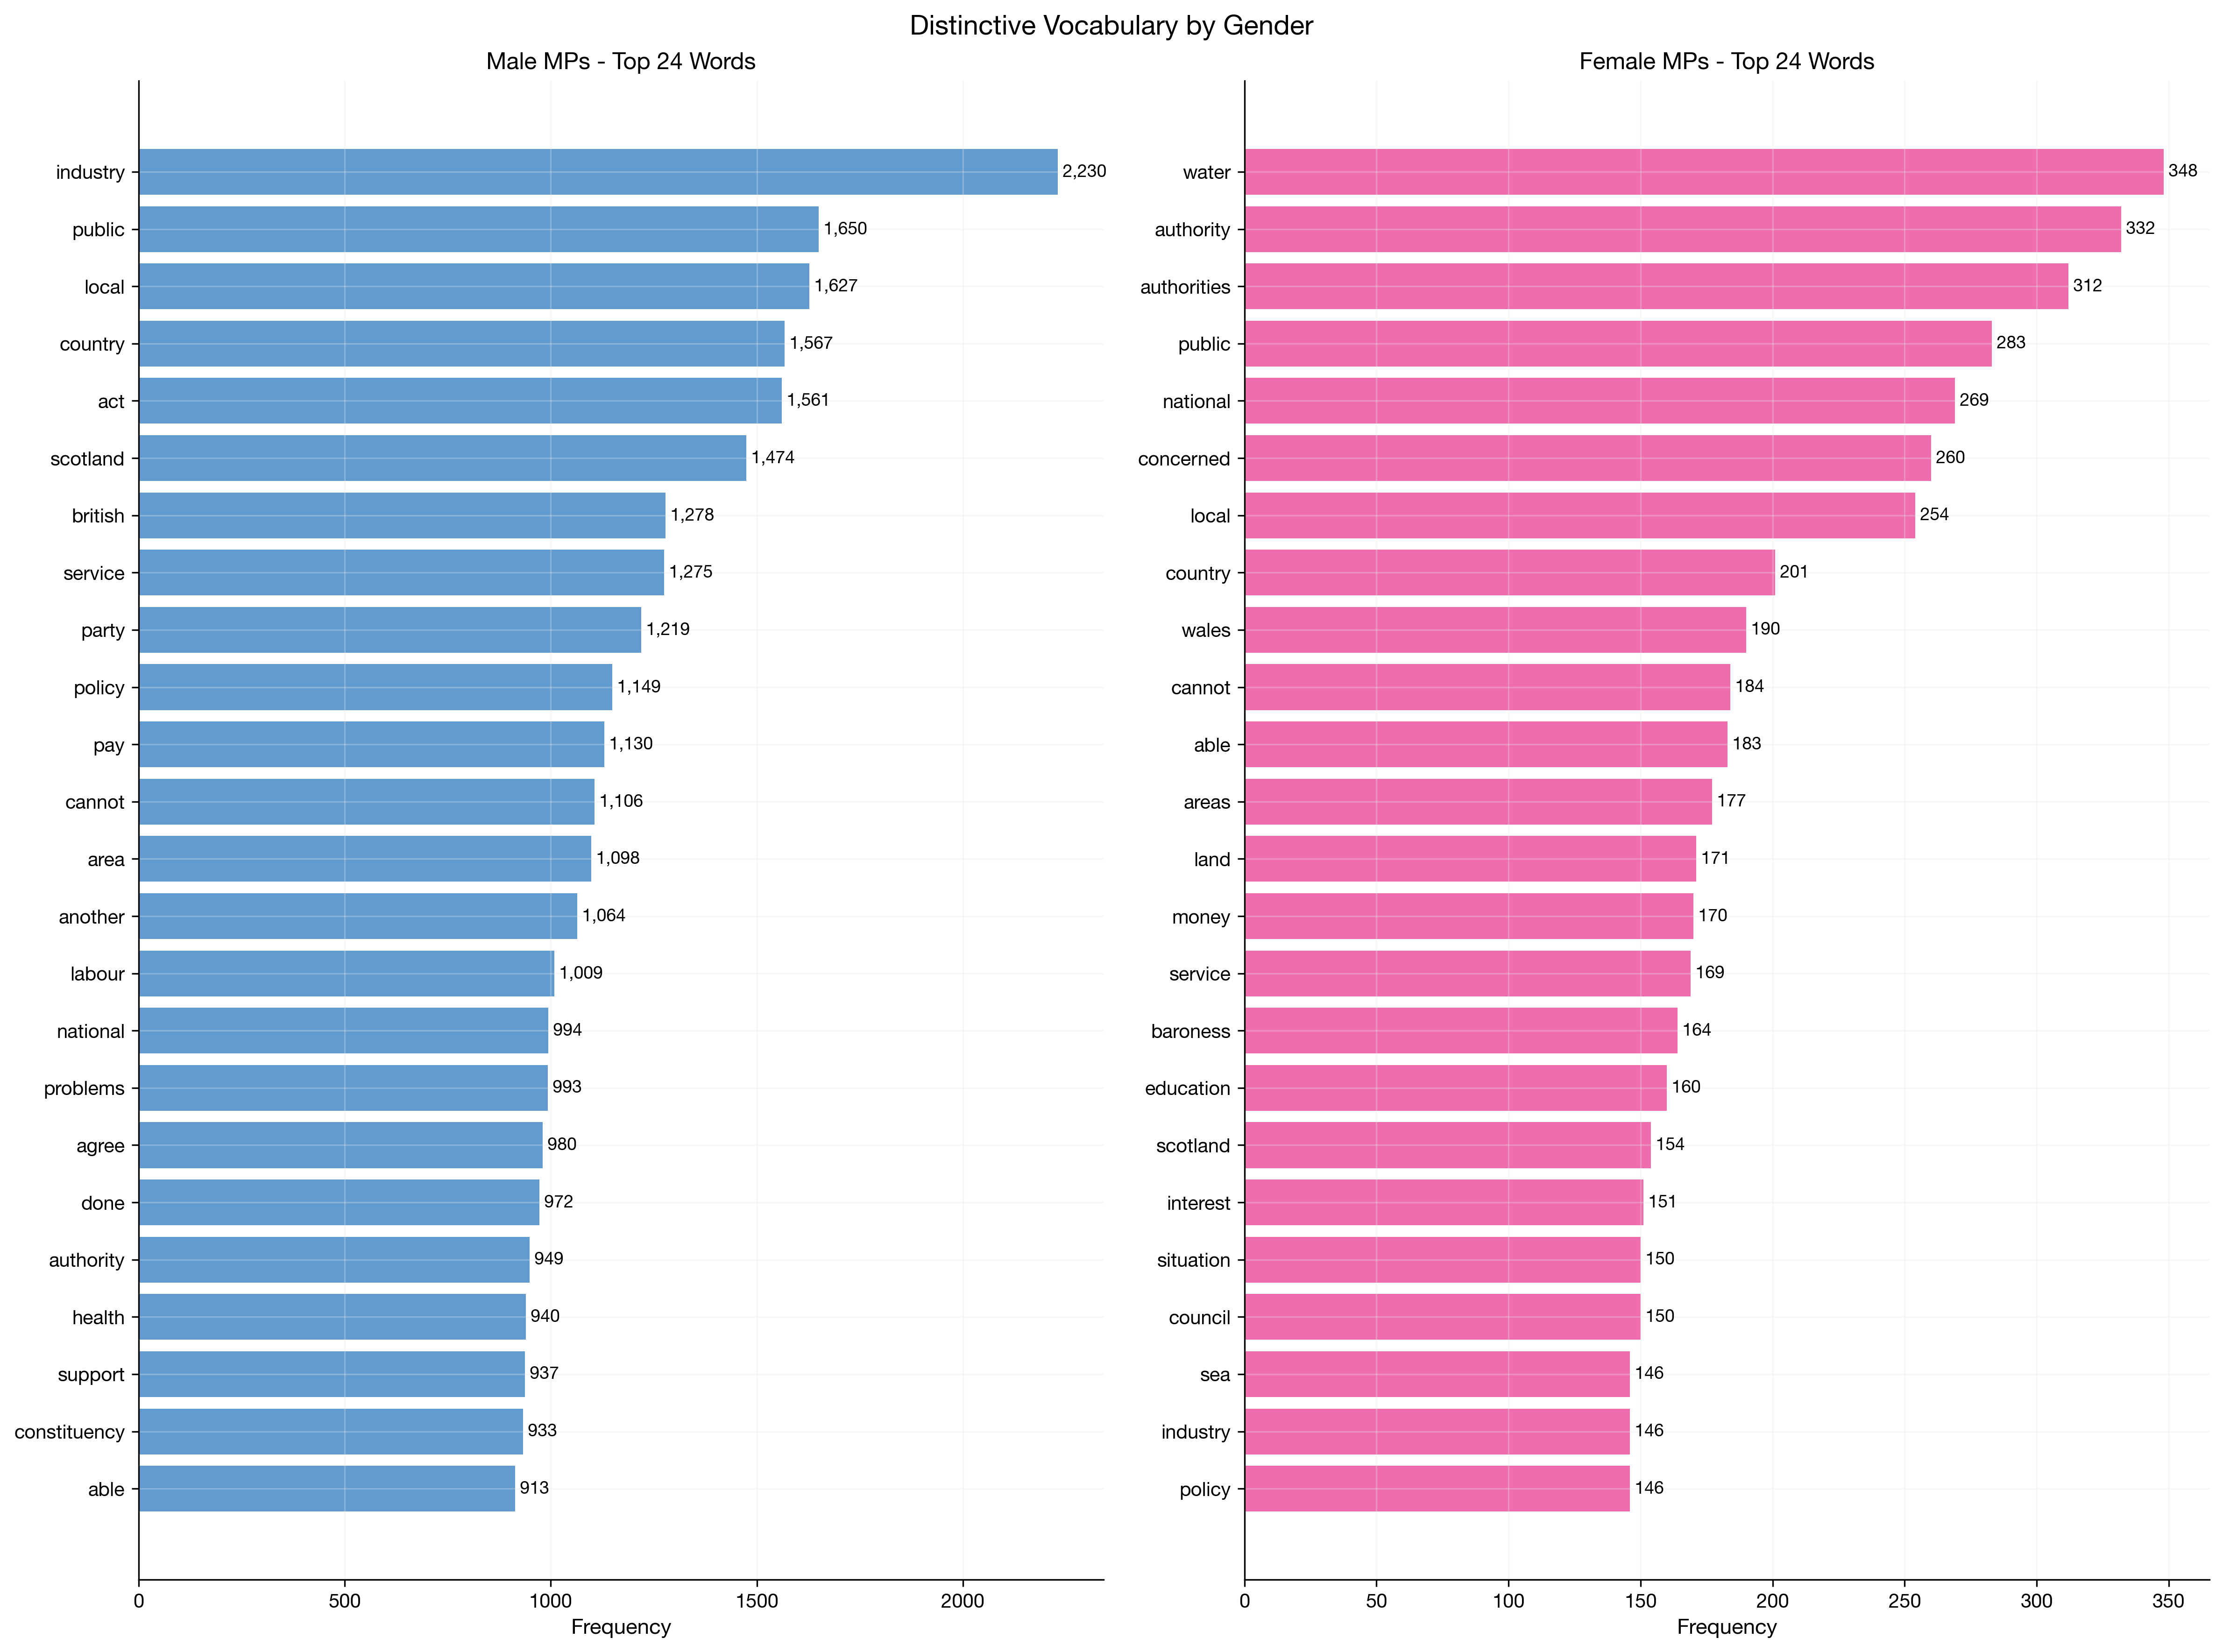 Distinctive Vocabulary by Gender
Male MPs - Top 24 Words
industry 2,230
public 1,650
local 1,627
country 1,567
act 1,561
scotland 1,474
british 1,278
service 1,275
party 1,219
policy 1,149
pay 1,130
cannot 1,106
area 1,098
another 1,064
labour 1,009
national 994
problems 993
agree 980
done 972
authority 949
health 940
support 937
constituency 933
able 913
0 500 1000 1500 2000
Frequency
Female MPs - Top 24 Words
water 348
authority 332
authorities 312
public 283
national 269
concerned 260
local 254
country 201
wales 190
cannot 184
able 183
areas 177
land 171
money 170
service 169
baroness 164
education 160
scotland 154
interest 151
situation 150
council 150
sea 146
industry 146
policy 146
0 50 100 150 200 250 300 350
Frequency